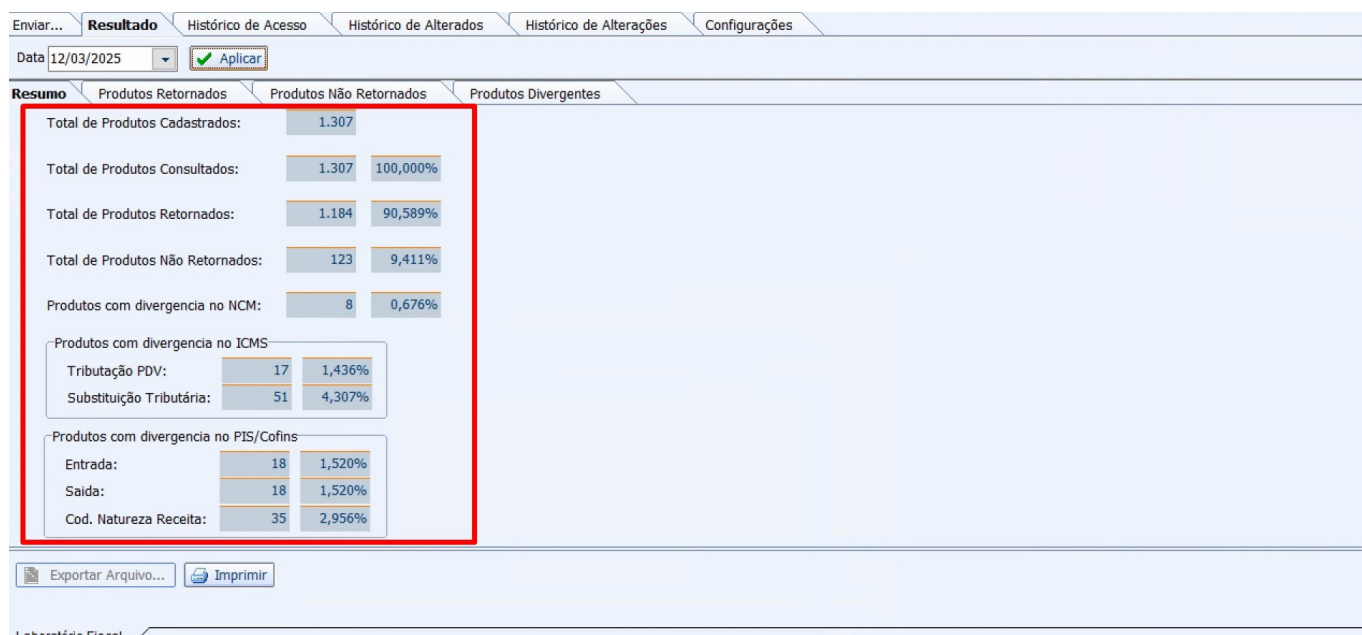 Enviar... Resultado Histórico de Acesso Histórico de Alterados Histórico de Alterações Configurações
Data 12/03/2025 Aplicar
Resumo Produtos Retornados Produtos Não Retornados Produtos Divergentes
Total de Produtos Cadastrados: 1.307
Total de Produtos Consultados: 1.307 100,000%
Total de Produtos Retornados: 1.184 90,589%
Total de Produtos Não Retornados: 123 9,411%
Produtos com divergencia no NCM: 8 0,676%
Produtos com divergencia no ICMS
Tributação PDV: 17 1,436%
Substituição Tributária: 51 4,307%
Produtos com divergencia no PIS/Cofins
Entrada: 18 1,520%
Saida: 18 1,520%
Cod. Natureza Receita: 35 2,956%
Exportar Arquivo... Imprimir
Laboratório Fiscal